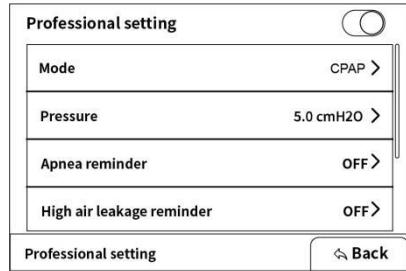 Professional setting
Mode CPAP >
Pressure 5.0 cmH2O >
Apnea reminder OFF>
High air leakage reminder OFF>
Professional setting Back